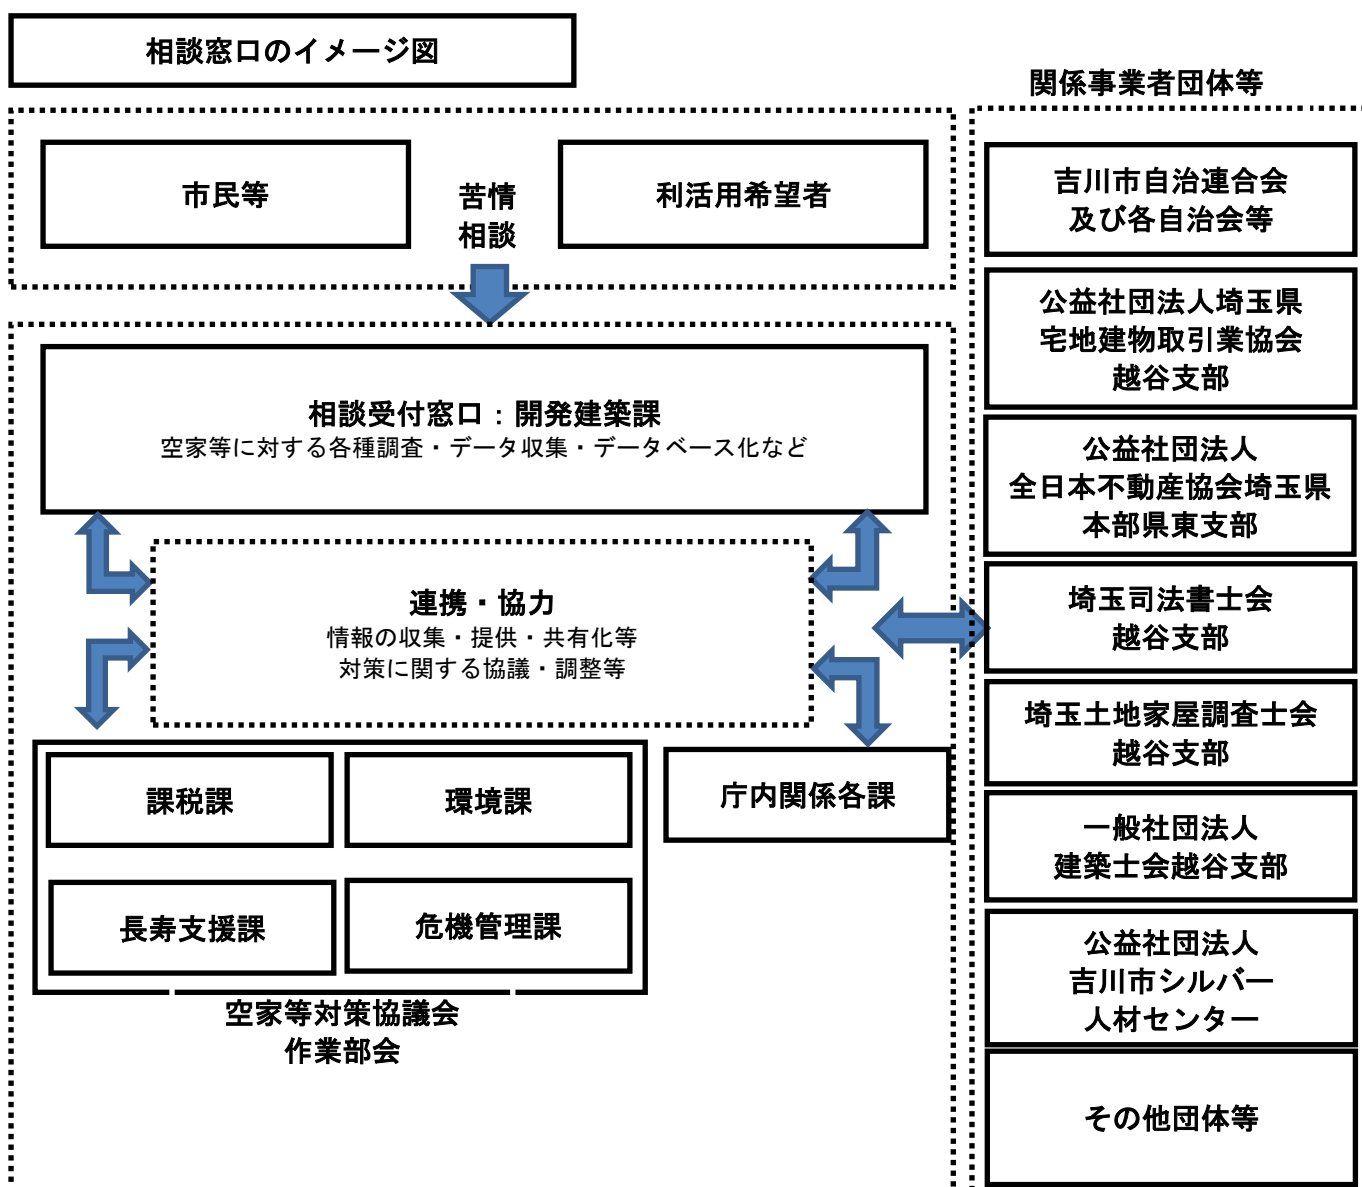 相談窓口のイメージ図
市民等
苦情
相談
利活用希望者
相談受付窓口：開発建築課
空家等に対する各種調査・データ収集・データベース化など
連携・協力
情報の収集・提供・共有化等
対策に関する協議・調整等
課税課
環境課
長寿支援課
危機管理課
空家等対策協議会
作業部会
庁内関係各課
関係事業者団体等
吉川市自治連合会
及び各自治会等
公益社団法人埼玉県
宅地建物取引業協会
越谷支部
公益社団法人
全日本不動産協会埼玉県
本部県東支部
埼玉司法書士会
越谷支部
埼玉土地家屋調査士会
越谷支部
一般社団法人
建築士会越谷支部
公益社団法人
吉川市シルバー
人材センター
その他団体等